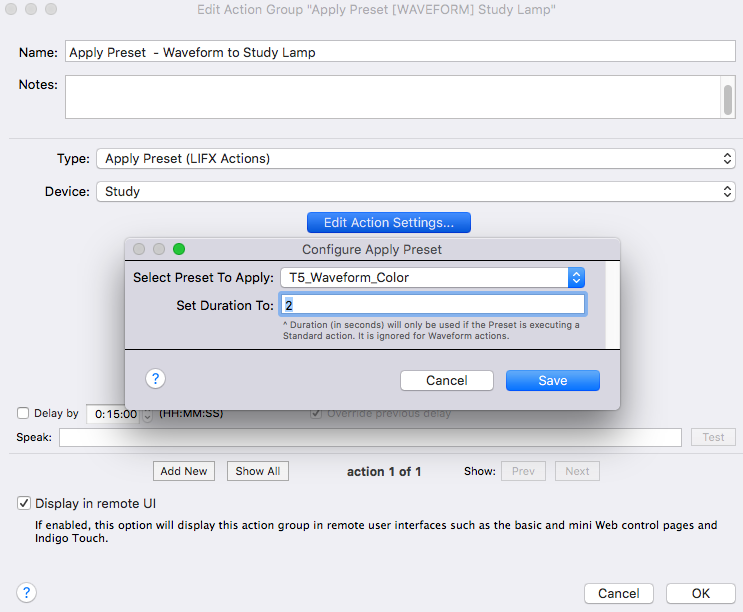 Edit Action Group "Apply Preset [WAVEFORM] Study Lamp"
Name: Apply Preset  - Waveform to Study Lamp
Notes:
Type: Apply Preset (LIFX Actions)
Device: Study
Edit Action Settings...
Configure Apply Preset
Select Preset To Apply: T5_Waveform_Color
Set Duration To: 2
^ Duration (in seconds) will only be used if the Preset is executing a
Standard action. It is ignored for Waveform actions.
? Cancel Save
Delay by 0:15:00 (HH:MM:SS) Override previous delay
Speak: Test
Add New Show All action 1 of 1 Show: Prev Next
Display in remote UI
If enabled, this option will display this action group in remote user interfaces such as the basic and mini Web control pages and
Indigo Touch.
? Cancel OK